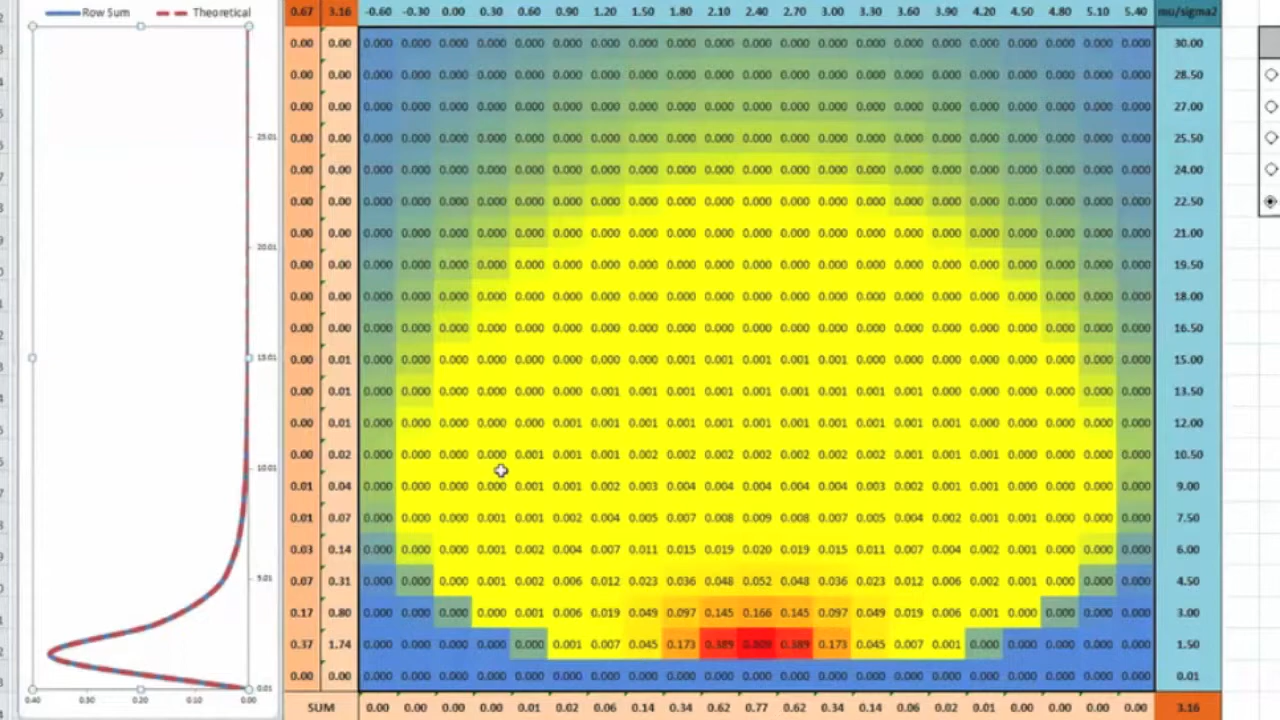 Row Sum Theoretical
0.67 3.16 -0.60 -0.30 0.00 0.30 0.60 0.90 1.20 1.50 1.80 2.10 2.40 2.70 3.00 3.30 3.60 3.90 4.20 4.50 4.80 5.10 5.40 mu/sigma2
0.00 0.00 0.000 0.000 0.000 0.000 0.000 0.000 0.000 0.000 0.000 0.000 0.000 0.000 0.000 0.000 0.000 0.000 0.000 0.000 0.000 0.000 0.000 30.00
0.00 0.00 0.000 0.000 0.000 0.000 0.000 0.000 0.000 0.000 0.000 0.000 0.000 0.000 0.000 0.000 0.000 0.000 0.000 0.000 0.000 0.000 0.000 28.50
0.00 0.00 0.000 0.000 0.000 0.000 0.000 0.000 0.000 0.000 0.000 0.000 0.000 0.000 0.000 0.000 0.000 0.000 0.000 0.000 0.000 0.000 0.000 27.00
25.01 0.00 0.00 0.000 0.000 0.000 0.000 0.000 0.000 0.000 0.000 0.000 0.000 0.000 0.000 0.000 0.000 0.000 0.000 0.000 0.000 0.000 0.000 0.000 25.50
0.00 0.00 0.000 0.000 0.000 0.000 0.000 0.000 0.000 0.000 0.000 0.000 0.000 0.000 0.000 0.000 0.000 0.000 0.000 0.000 0.000 0.000 0.000 24.00
0.00 0.00 0.000 0.000 0.000 0.000 0.000 0.000 0.000 0.000 0.000 0.000 0.000 0.000 0.000 0.000 0.000 0.000 0.000 0.000 0.000 0.000 0.000 22.50
0.00 0.00 0.000 0.000 0.000 0.000 0.000 0.000 0.000 0.000 0.000 0.000 0.000 0.000 0.000 0.000 0.000 0.000 0.000 0.000 0.000 0.000 0.000 21.00
20.01 0.00 0.00 0.000 0.000 0.000 0.000 0.000 0.000 0.000 0.000 0.000 0.000 0.000 0.000 0.000 0.000 0.000 0.000 0.000 0.000 0.000 0.000 0.000 19.50
0.00 0.00 0.000 0.000 0.000 0.000 0.000 0.000 0.000 0.000 0.000 0.000 0.000 0.000 0.000 0.000 0.000 0.000 0.000 0.000 0.000 0.000 0.000 18.00
0.00 0.00 0.000 0.000 0.000 0.000 0.000 0.000 0.000 0.000 0.000 0.000 0.000 0.000 0.000 0.000 0.000 0.000 0.000 0.000 0.000 0.000 0.000 16.50
15.01 0.00 0.01 0.000 0.000 0.000 0.000 0.000 0.000 0.000 0.000 0.001 0.001 0.001 0.001 0.001 0.000 0.000 0.000 0.000 0.000 0.000 0.000 0.000 15.00
0.00 0.01 0.000 0.000 0.000 0.000 0.000 0.000 0.001 0.001 0.001 0.001 0.001 0.001 0.001 0.001 0.001 0.000 0.000 0.000 0.000 0.000 0.000 13.50
0.00 0.01 0.000 0.000 0.000 0.000 0.000 0.001 0.001 0.001 0.001 0.001 0.001 0.001 0.001 0.001 0.001 0.001 0.000 0.000 0.000 0.000 0.000 12.00
10.01 0.00 0.02 0.000 0.000 0.000 0.000 0.001 0.001 0.001 0.002 0.002 0.002 0.002 0.002 0.002 0.002 0.001 0.001 0.001 0.000 0.000 0.000 0.000 10.50
0.01 0.04 0.000 0.000 0.000 0.000 0.001 0.001 0.002 0.003 0.004 0.004 0.004 0.004 0.004 0.003 0.002 0.001 0.001 0.000 0.000 0.000 0.000 9.00
0.01 0.07 0.000 0.000 0.000 0.001 0.001 0.002 0.004 0.005 0.007 0.008 0.009 0.008 0.007 0.005 0.004 0.002 0.001 0.001 0.000 0.000 0.000 7.50
0.03 0.14 0.000 0.000 0.000 0.001 0.002 0.004 0.007 0.011 0.015 0.019 0.020 0.019 0.015 0.011 0.007 0.004 0.002 0.001 0.000 0.000 0.000 6.00
5.01 0.07 0.31 0.000 0.000 0.000 0.001 0.002 0.006 0.012 0.023 0.036 0.048 0.052 0.048 0.036 0.023 0.012 0.006 0.002 0.001 0.000 0.000 0.000 4.50
0.17 0.80 0.000 0.000 0.000 0.000 0.001 0.006 0.019 0.049 0.097 0.145 0.166 0.145 0.097 0.049 0.019 0.006 0.001 0.000 0.000 0.000 0.000 3.00
0.37 1.74 0.000 0.000 0.000 0.000 0.000 0.001 0.007 0.045 0.173 0.389 0.389 0.173 0.045 0.007 0.001 0.000 0.000 0.000 0.000 0.000 1.50
0.01 0.00 0.00 0.000 0.000 0.000 0.000 0.000 0.000 0.000 0.000 0.000 0.000 0.000 0.000 0.000 0.000 0.000 0.000 0.000 0.000 0.000 0.000 0.000 0.01
0.40 0.30 0.20 0.10 0.00
SUM 0.00 0.00 0.00 0.00 0.01 0.02 0.06 0.14 0.34 0.62 0.77 0.62 0.34 0.14 0.06 0.02 0.01 0.00 0.00 0.00 0.00 3.16